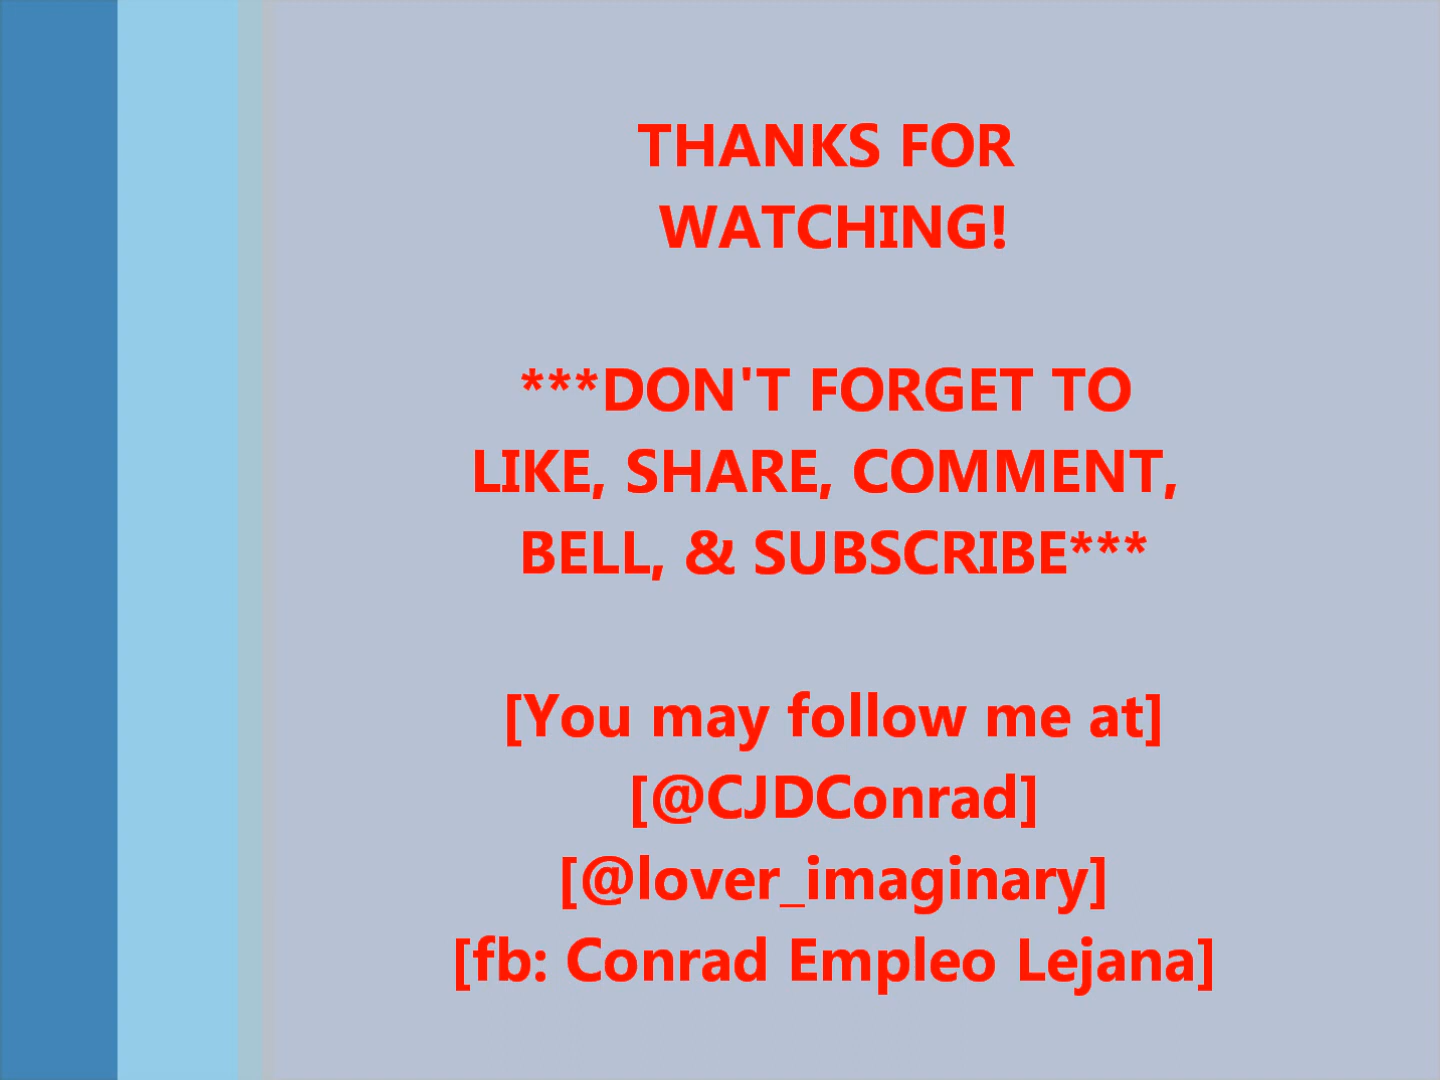 THANKS FOR
WATCHING!
***DON'T FORGET TO
LIKE, SHARE, COMMENT,
BELL, & SUBSCRIBE***
[You may follow me at]
[@CJDConrad]
[@lover_imaginary]
[fb: Conrad Empleo Lejana]